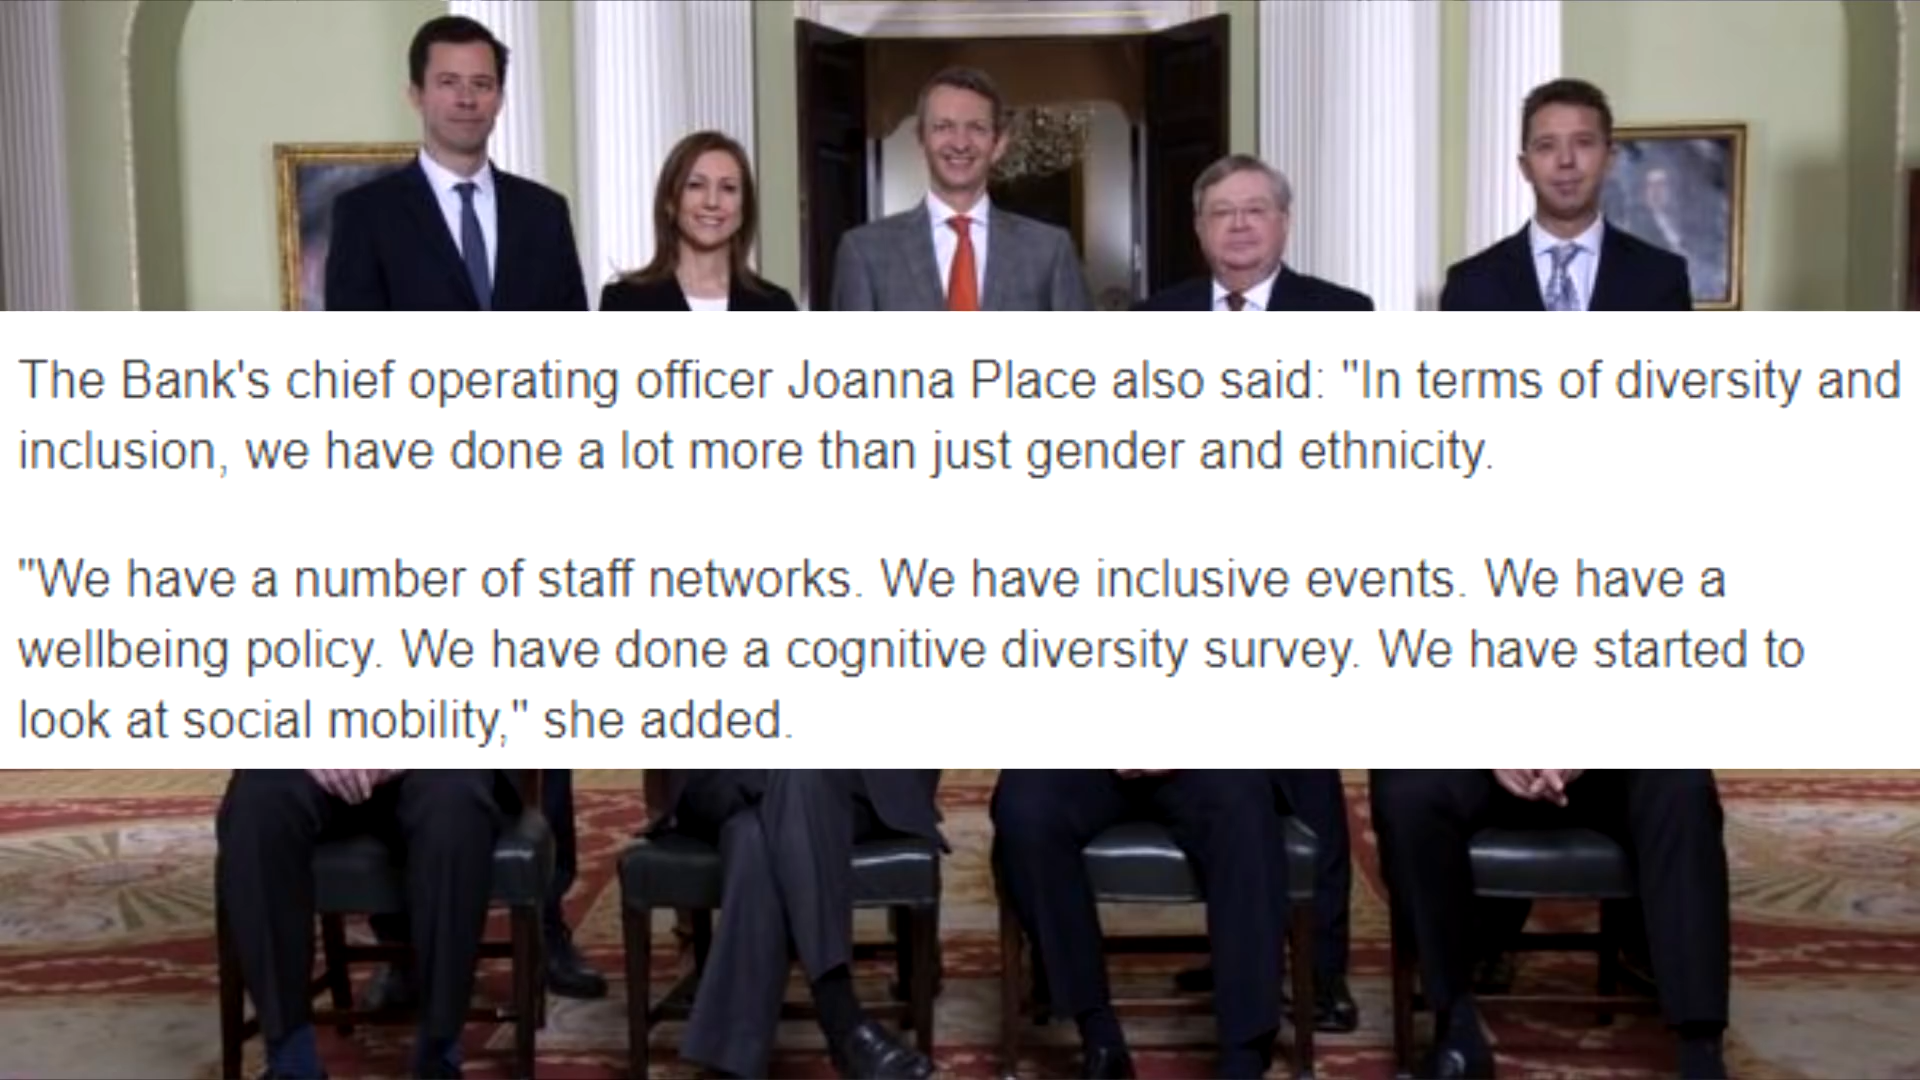 The Bank's chief operating officer Joanna Place also said: "In terms of diversity and
inclusion, we have done a lot more than just gender and ethnicity.
"We have a number of staff networks. We have inclusive events. We have a
wellbeing policy. We have done a cognitive diversity survey. We have started to
look at social mobility," she added.